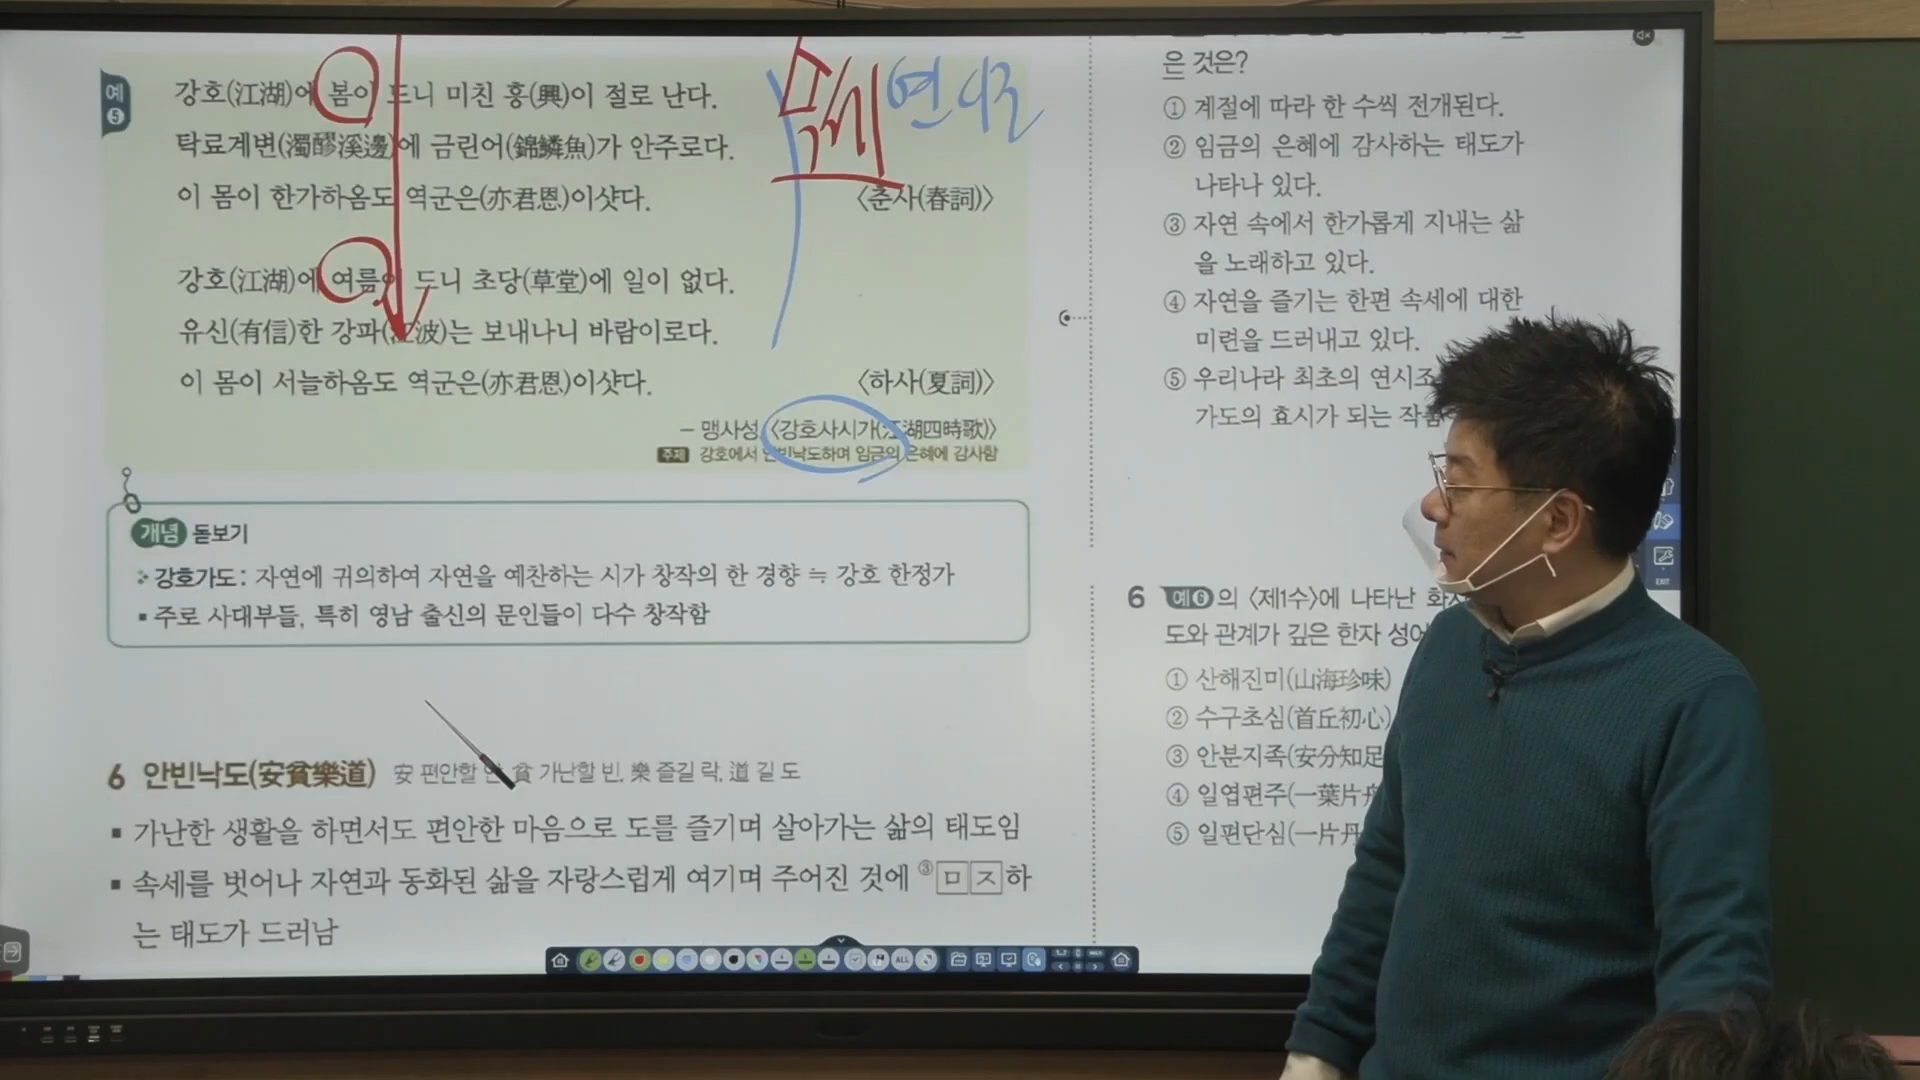 예
5
강호(江湖)에 봄이 드니 미친 흥(興)이 절로 난다.
탁료계변(濁醪溪邊)에 금린어(錦鱗魚)가 안주로다.
이 몸이 한가하옴도 역군은(亦君恩)이샷다.
〈춘사(春詞)〉
강호(江湖)에 여름이 드니 초당(草堂)에 일이 없다.
유신(有信)한 강파(江波)는 보내나니 바람이로다.
이 몸이 서늘하옴도 역군은(亦君恩)이샷다.
〈하사(夏詞)〉
– 맹사성, 〈강호사시가(江湖四時歌)〉
주제 강호에서 안빈낙도하며 임금의 은혜에 감사함
개념 돋보기
강호가도: 자연에 귀의하여 자연을 예찬하는 시가 창작의 한 경향 ≒ 강호 한정가
▪ 주로 사대부들, 특히 영남 출신의 문인들이 다수 창작함
6 안빈낙도(安貧樂道) 安 편안할 안, 貧 가난할 빈, 樂 즐길 락, 道 길 도
▪ 가난한 생활을 하면서도 편안한 마음으로 도를 즐기며 살아가는 삶의 태도임
▪ 속세를 벗어나 자연과 동화된 삶을 자랑스럽게 여기며 주어진 것에 ③ㅁㅈ하
는 태도가 드러남
은 것은?
① 계절에 따라 한 수씩 전개된다.
② 임금의 은혜에 감사하는 태도가
나타나 있다.
③ 자연 속에서 한가롭게 지내는 삶
을 노래하고 있다.
④ 자연을 즐기는 한편 속세에 대한
미련을 드러내고 있다.
⑤ 우리나라 최초의 연시조
가도의 효시가 되는 작품
6 예6의 〈제1수〉에 나타난 화
도와 관계가 깊은 한자 성어
① 산해진미(山海珍味)
② 수구초심(首丘初心)
③ 안분지족(安分知足
④ 일엽편주(一葉片舟
⑤ 일편단심(一片丹
ALL
EXIT